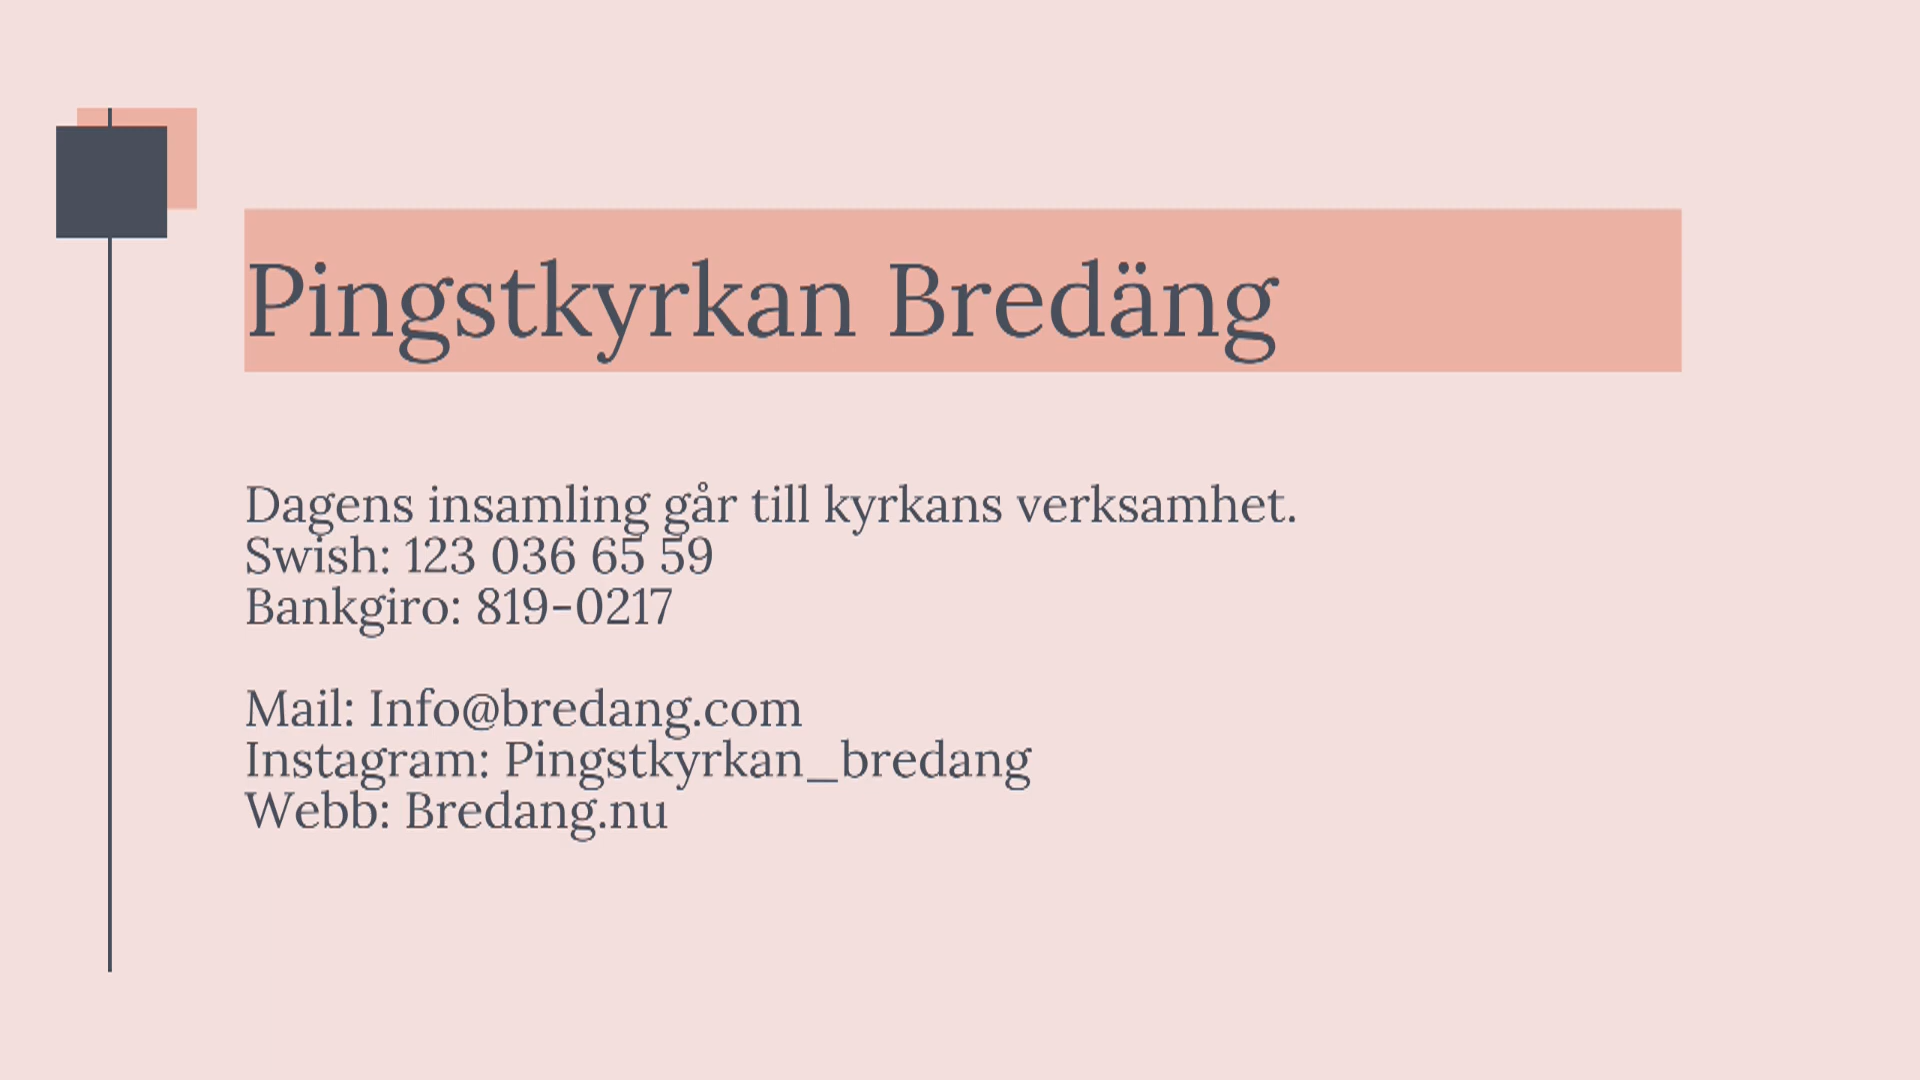 Pingstkyrkan Bredäng
Dagens insamling går till kyrkans verksamhet.
Swish: 123 036 65 59
Bankgiro: 819-0217
Mail: Info@bredang.com
Instagram: Pingstkyrkan_bredang
Webb: Bredang.nu